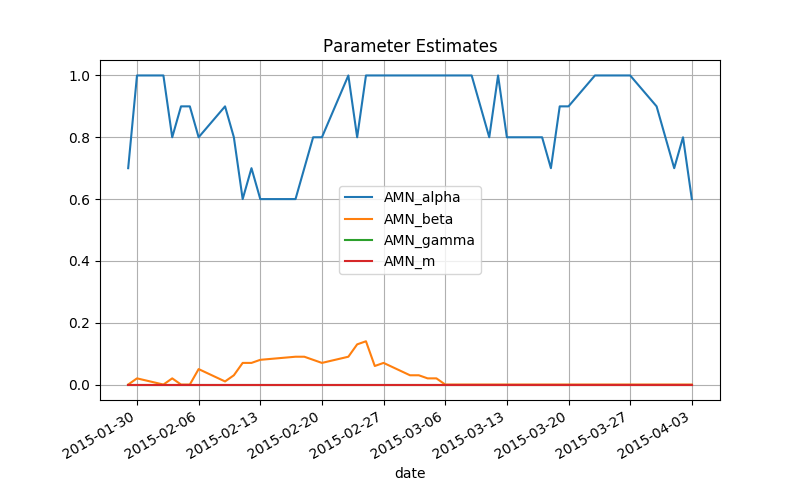 Parameter Estimates
1.0
0.8
0.6
0.4
0.2
0.0
AMN_alpha
AMN_beta
AMN_gamma
AMN_m
2015-01-30
2015-02-06
2015-02-13
2015-02-20
2015-02-27
2015-03-06
2015-03-13
2015-03-20
2015-03-27
2015-04-03
date